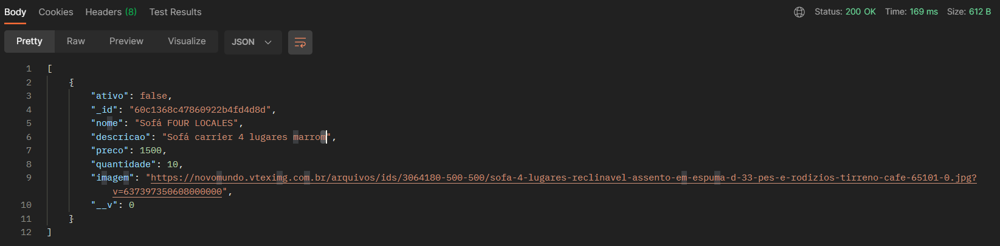 Body Cookies Headers (8) Test Results Status: 200 OK Time: 169 ms Size: 612 B
Pretty Raw Preview Visualize JSON
1 [
2 {
3 "ativo": false,
4 "_id": "60c1368c47860922b4fd4d8d",
5 "nome": "Sofá FOUR LOCALES",
6 "descricao": "Sofá carrier 4 lugares marrom",
7 "preco": 1500,
8 "quantidade": 10,
9 "imagem": "https://novomundo.vteximg.com.br/arquivos/ids/3064180-500-500/sofa-4-lugares-reclinavel-assento-em-espuma-d-33-pes-e-rodizios-tirreno-cafe-65101-0.jpg?
v=637397350608000000",
10 "__v": 0
11 }
12 ]